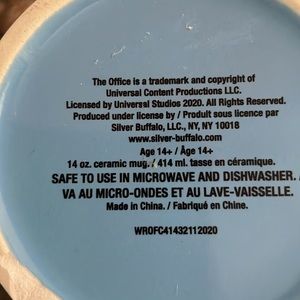 The Office is a trademark and copyright of
Universal Content Productions LLC.
Licensed by Universal Studios 2020. All Rights Reserved.
Produced under license by / Produit sous licence par
Silver Buffalo, LLC., NY, NY 10018
www.silver-buffalo.com
Age 14+ / Âge 14+
14 oz. ceramic mug. / 414 ml. tasse en céramique.
SAFE TO USE IN MICROWAVE AND DISHWASHER. /
VA AU MICRO-ONDES ET AU LAVE-VAISSELLE.
Made in China. / Fabriqué en Chine.
WROFC41432112020